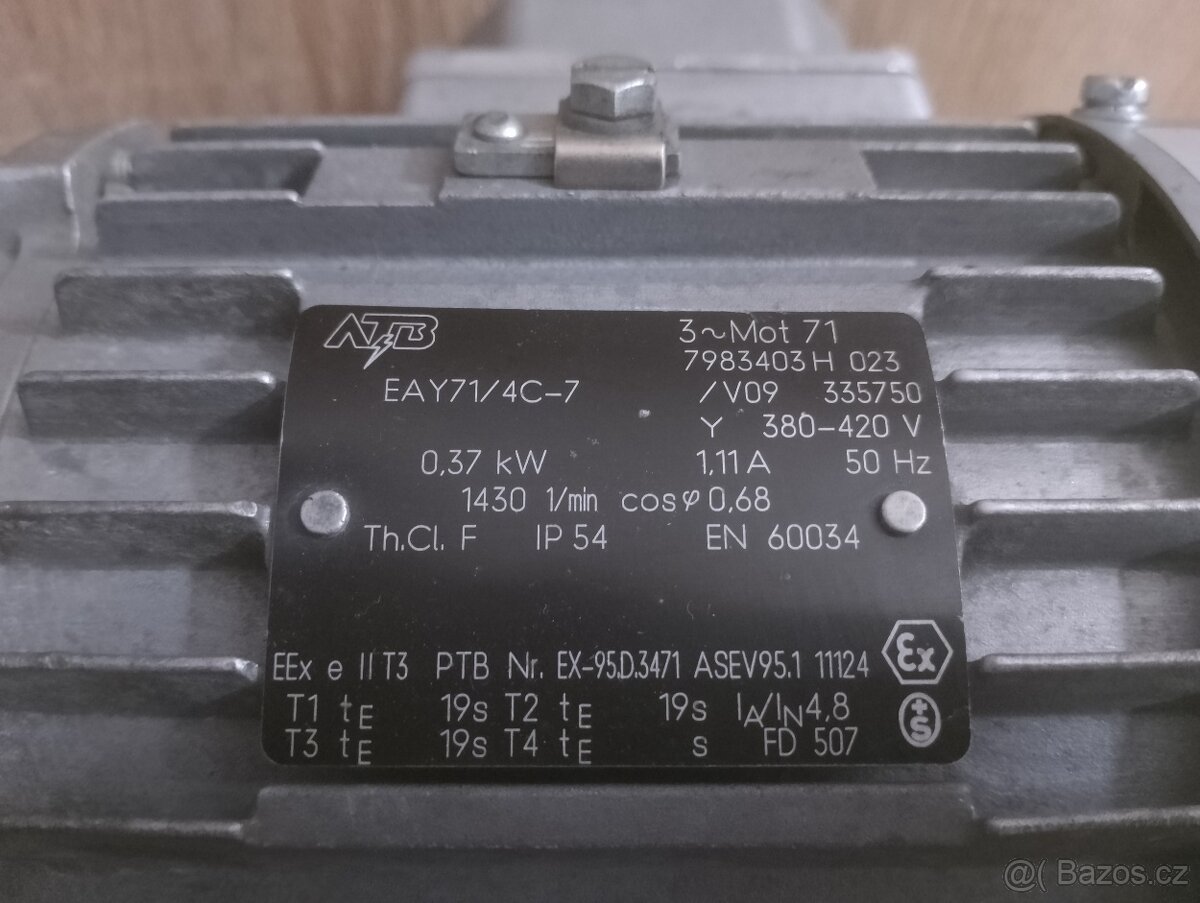 ATB
3~Mot 71
7983403H 023
EAY71/4C-7 /V09 335750
Y 380-420 V
0,37 kW 1,11 A 50 Hz
1430 1/min cosφ 0,68
Th.Cl. F IP 54 EN 60034
EEx e II T3 PTB Nr. EX-95.D.3471 ASEV95.1 11124
Ex
T1 tE 19s T2 tE 19s IA/IN4,8
T3 tE 19s T4 tE s FD 507
+S
@( Bazos.cz